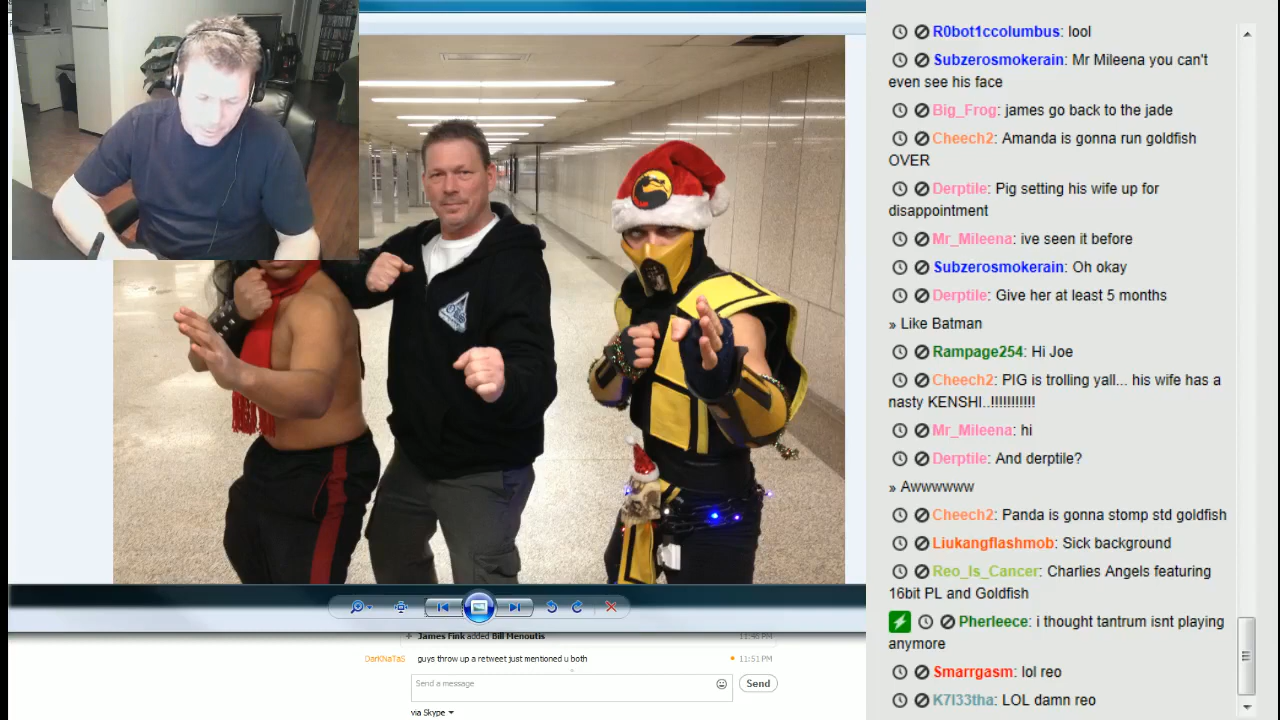 R0bot1ccolumbus: lool
Subzerosmokerain: Mr Mileena you can't
even see his face
Big_Frog: james go back to the jade
Cheech2: Amanda is gonna run goldfish
OVER
Derptile: Pig setting his wife up for
disappointment
Mr_Mileena: ive seen it before
Subzerosmokerain: Oh okay
Derptile: Give her at least 5 months
» Like Batman
Rampage254: Hi Joe
Cheech2: PIG is trolling yall... his wife has a
nasty KENSHI..!!!!!!!!!!!
Mr_Mileena: hi
Derptile: And derptile?
» Awwwwww
Cheech2: Panda is gonna stomp std goldfish
Liukangflashmob: Sick background
Reo_Is_Cancer: Charlies Angels featuring
16bit PL and Goldfish
Pherleece: i thought tantrum isnt playing
anymore
Smarrgasm: lol reo
K7l33tha: LOL damn reo
James Fink added Bill Menoutis 11:45 PM
DarKNaTaS guys throw up a retweet just mentioned u both 11:51 PM
Send a message Send
via Skype